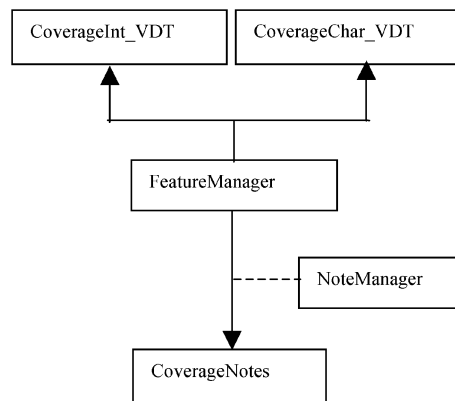 CoverageInt_VDT
CoverageChar_VDT
FeatureManager
NoteManager
CoverageNotes